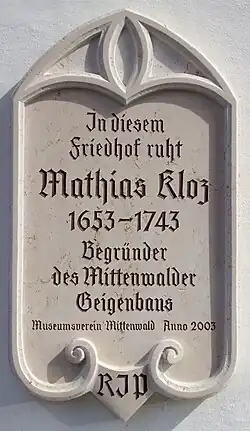 In diesem
Friedhof ruht
Mathias Kloz
1653–1743
Begründer
des Mittenwalder
Geigenbaus
Museumsverein Mittenwald Anno 2003
RIP